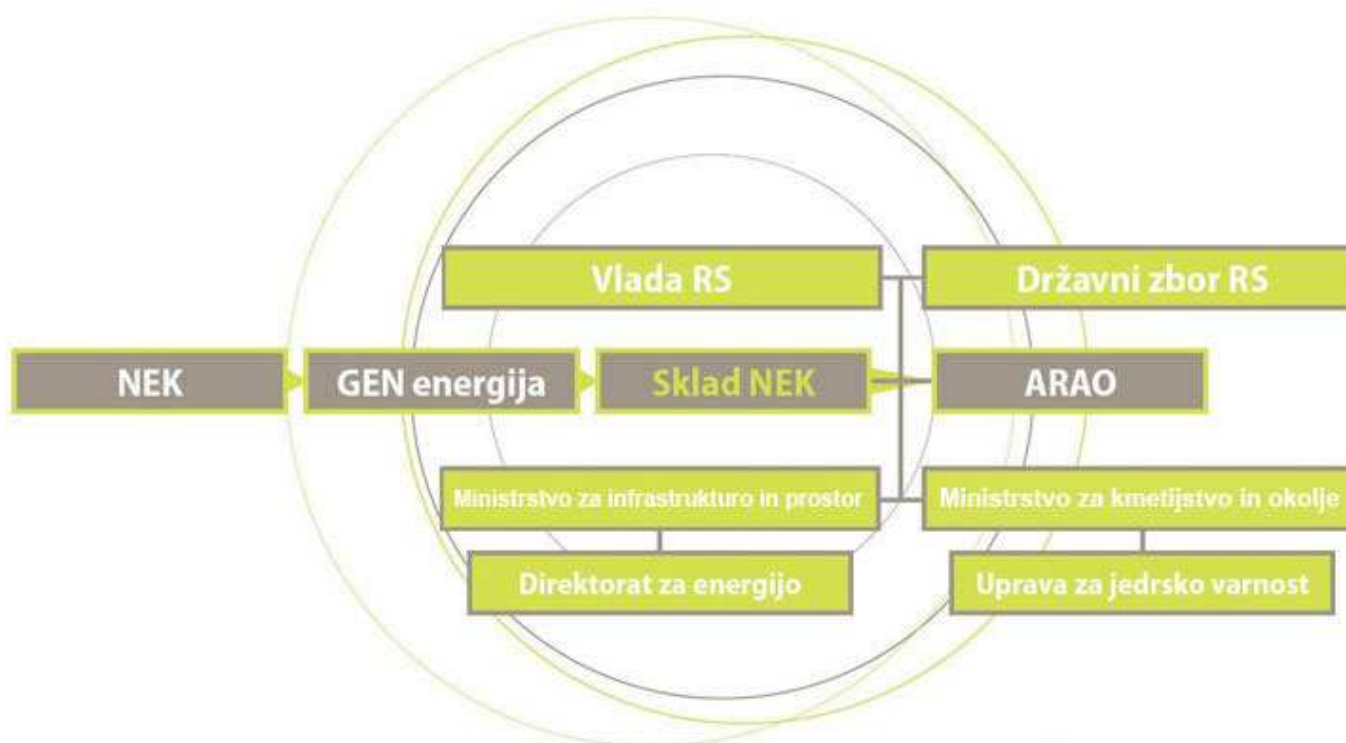 Vlada RS
Državni zbor RS
NEK
GEN energija
Sklad NEK
ARAO
Ministrstvo za infrastrukturo in prostor
Ministrstvo za kmetijstvo in okolje
Direktorat za energijo
Uprava za jedrsko varnost